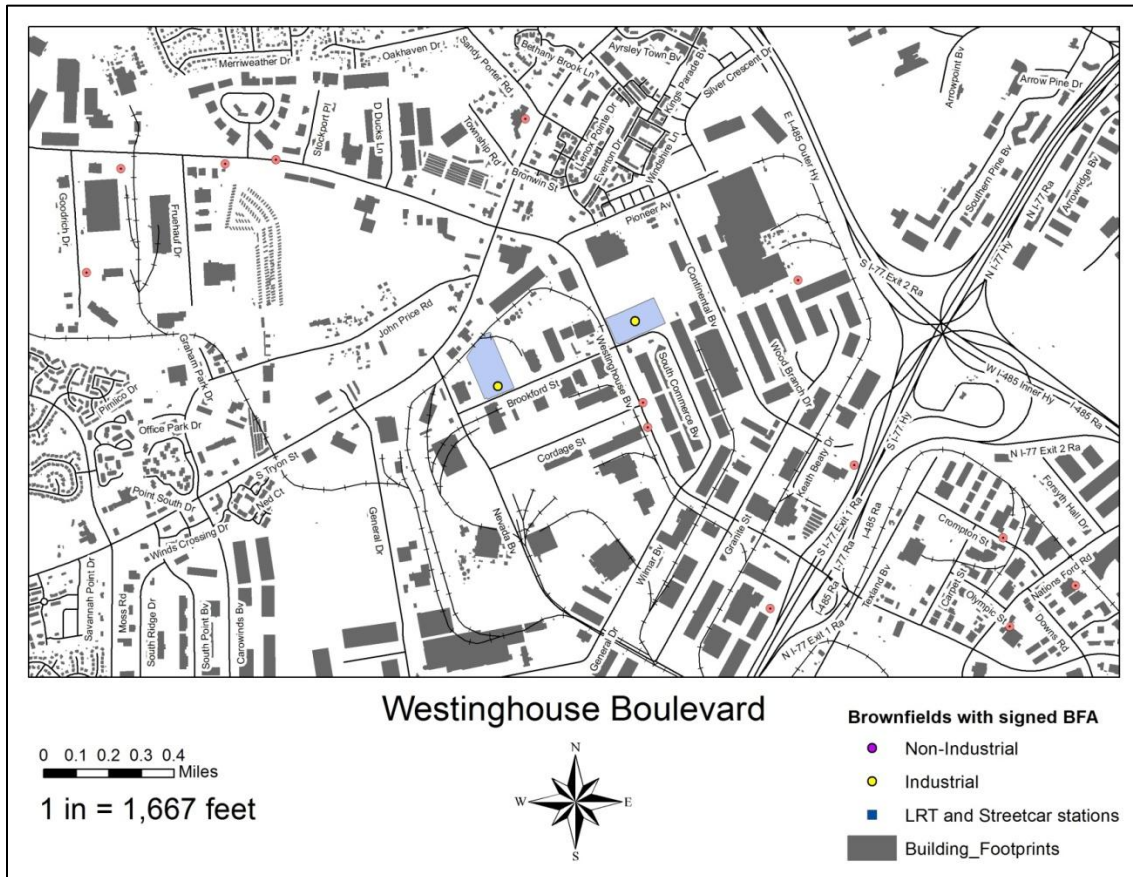 Oakhaven Dr
Merriweather Dr
Sandy Porter Rd
Bethany Brook Ln
Ayrsley Town Bv
Kings Parade Bv
Silver Crescent Dr
Arrowpoint Bv
Arrow Pine Dr
Stockport Pl
D Ducks Ln
Township Rd
Lenox Pointe Dr
Everton Dr
Windshire Ln
Bronwin St
Pioneer Av
E I-485 Outer Hy
Southern Pine Bv
N I-77 Ra
Arrowridge Bv
N I-77 Hy
Goodrich Dr
Fruehauf Dr
Continental Bv
S I-77 Exit 2 Ra
John Price Rd
Graham Park Dr
Westinghouse Bv
South Commerce Bv
Wood Branch Dr
W I-485 Inner Hy
I-485 Ra
S I-77 Hy
Pimlico Dr
Office Park Dr
Brookford St
Cordage St
Keath Beaty Dr
N I-77 Exit 2 Ra
Forsyth Hall Dr
S Tryon St
Point South Dr
Ned Ct
Winds Crossing Dr
General Dr
Nevada Bv
Wilmar Bv
Granite St
S I-77 Exit 1 Ra
I-77 Ra
I-485 Ra
Crompton St
Nations Ford Rd
Savannah Point Dr
Moss Rd
South Ridge Dr
South Point Bv
Carowinds Bv
General Dr
I-485 Ra
N I-77 Exit 1 Ra
Texland Bv
Carpet St
Olympic St
Downs Rd
Westinghouse Boulevard
0 0.1 0.2 0.3 0.4
Miles
1 in = 1,667 feet
N
W E
S
Brownfields with signed BFA
Non-Industrial
Industrial
LRT and Streetcar stations
Building_Footprints